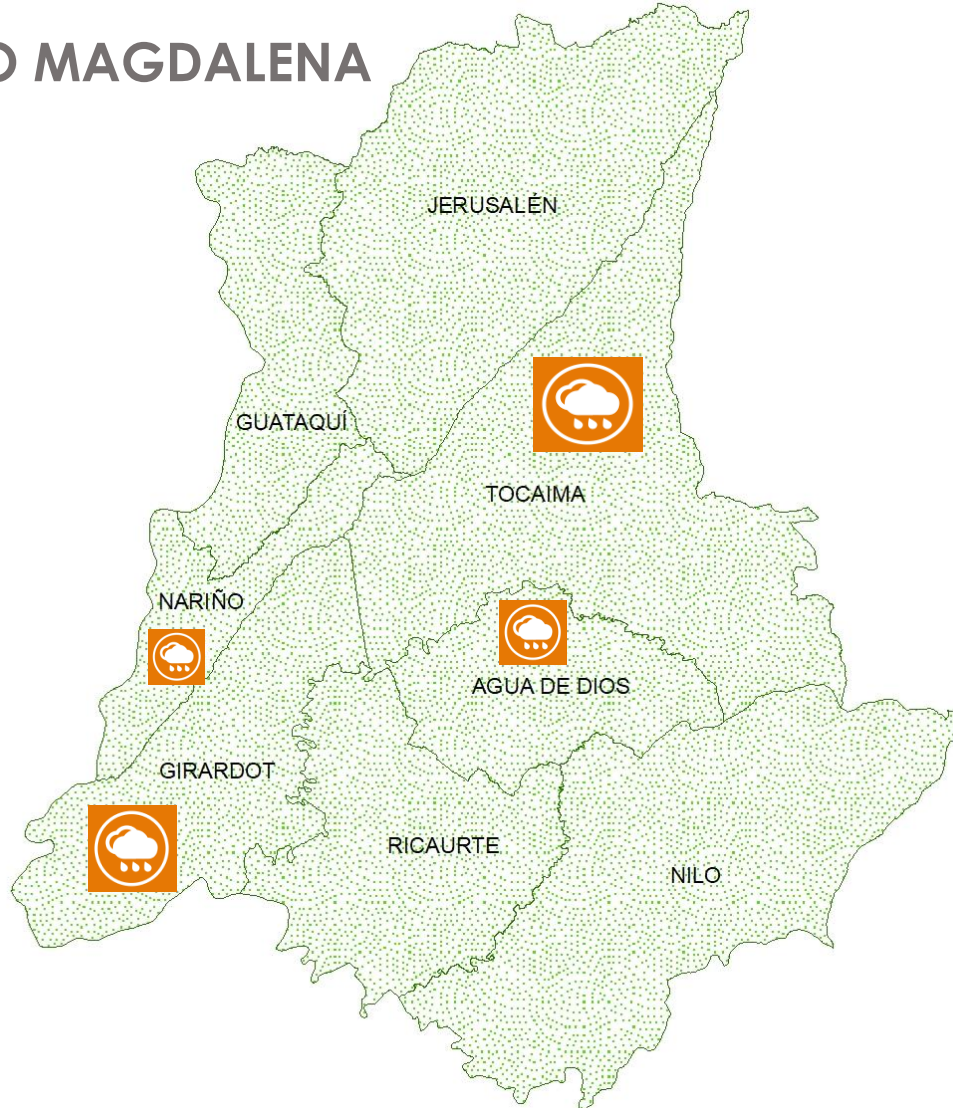 O MAGDALENA
JERUSALÉN
GUATAQUÍ
TOCAIMA
NARIÑO
AGUA DE DIOS
GIRARDOT
RICAURTE
NILO